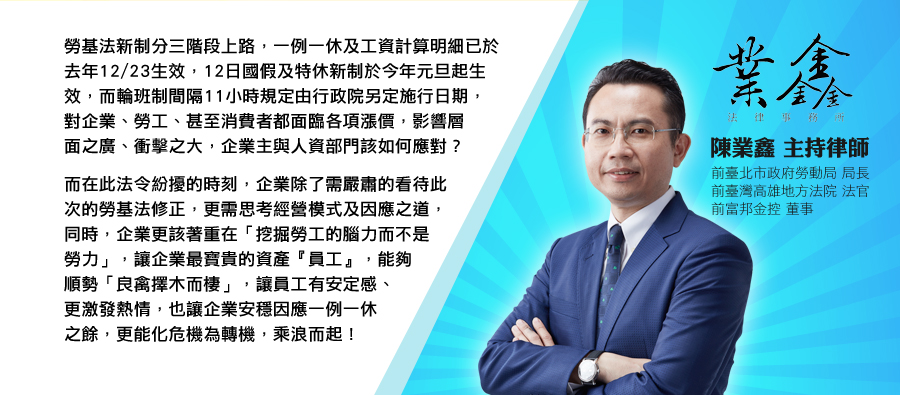 勞基法新制分三階段上路，一例一休及工資計算明細已於
去年12/23生效，12日國假及特休新制於今年元旦起生
效，而輪班制間隔11小時規定由行政院另定施行日期，
對企業、勞工、甚至消費者都面臨各項漲價，影響層
面之廣、衝擊之大，企業主與人資部門該如何應對？
而在此法令紛擾的時刻，企業除了需嚴肅的看待此
次的勞基法修正，更需思考經營模式及因應之道，
同時，企業更該著重在「挖掘勞工的腦力而不是
勞力」，讓企業最寶貴的資產『員工』，能夠
順勢「良禽擇木而棲」，讓員工有安定感、
更激發熱情，也讓企業安穩因應一例一休
之餘，更能化危機為轉機，乘浪而起！
業鑫
法律事務所
陳業鑫 主持律師
前臺北市政府勞動局 局長
前臺灣高雄地方法院 法官
前富邦金控 董事